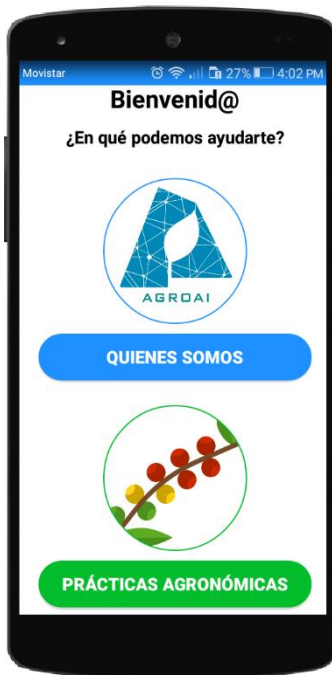 Movistar 27% 4:02 PM
Bienvenid@
¿En qué podemos ayudarte?
AGROAI
QUIENES SOMOS
PRÁCTICAS AGRONÓMICAS